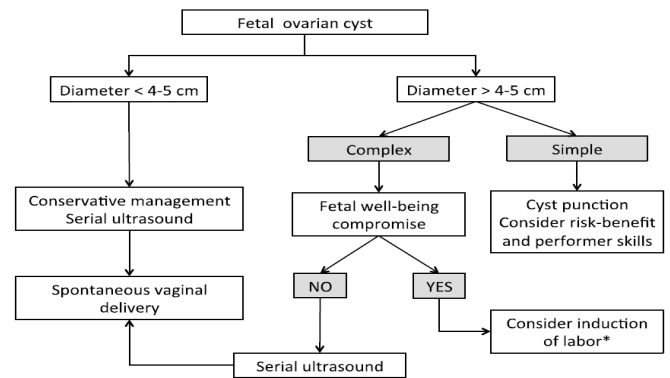 Fetal ovarian cyst
Diameter < 4-5 cm
Diameter > 4-5 cm
Complex
Simple
Conservative management
Serial ultrasound
Fetal well-being
compromise
Cyst punction
Consider risk-benefit
and performer skills
Spontaneous vaginal
delivery
NO
YES
Consider induction
of labor*
Serial ultrasound